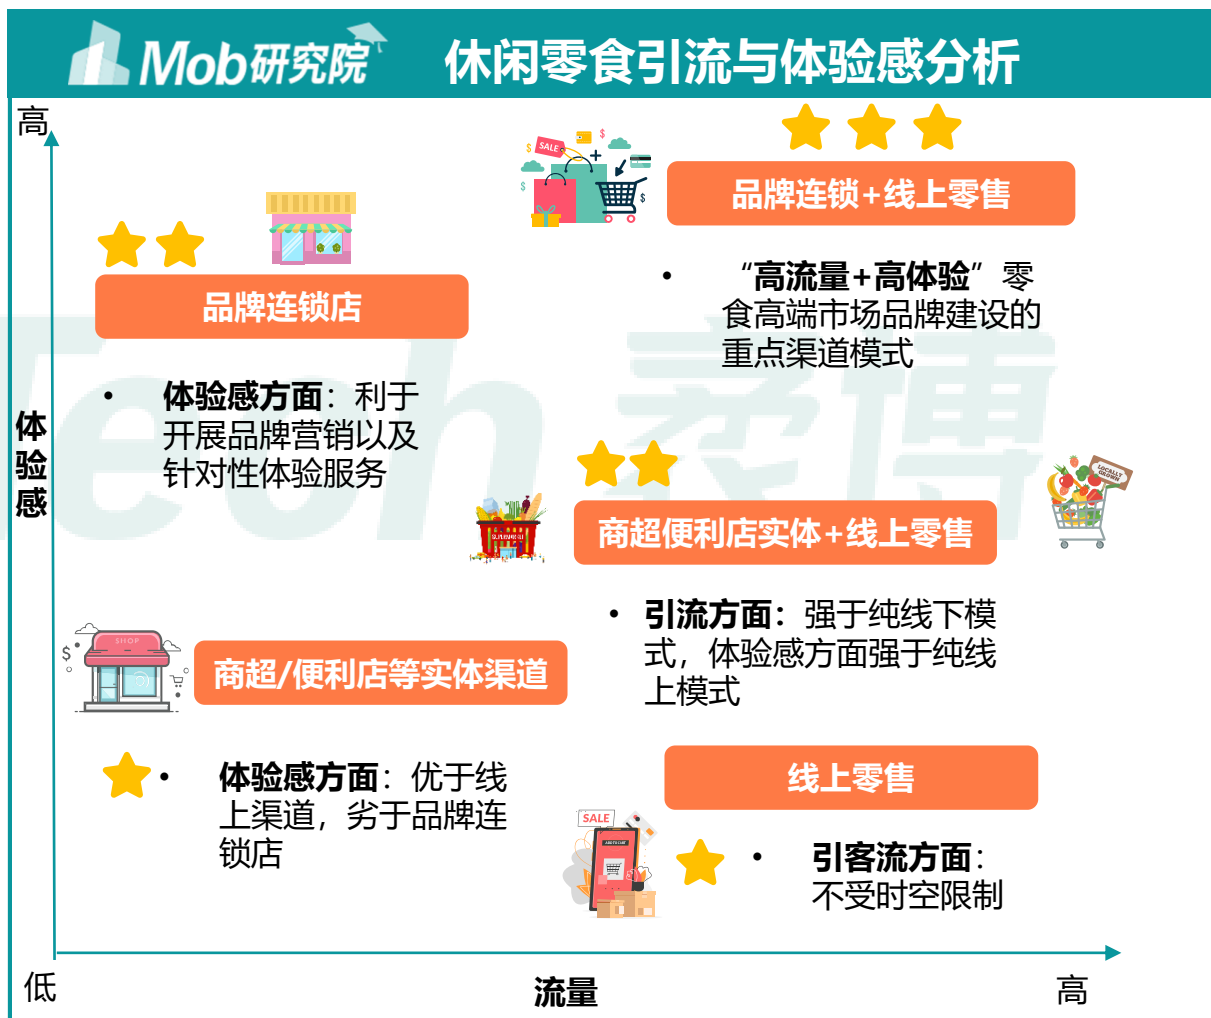 Mob研究院
休闲零食引流与体验感分析
高
SALE
品牌连锁+线上零售
“高流量+高体验”零
食高端市场品牌建设的
重点渠道模式
品牌连锁店
体验感方面：利于
开展品牌营销以及
针对性体验服务
体
验
感
Tech 袤博
LOCALLY
GROWN
商超便利店实体+线上零售
引流方面：强于纯线下模
式，体验感方面强于纯线
上模式
SHOP
商超/便利店等实体渠道
体验感方面：优于线
上渠道，劣于品牌连
锁店
线上零售
SALE
引客流方面：
不受时空限制
低
流量
高